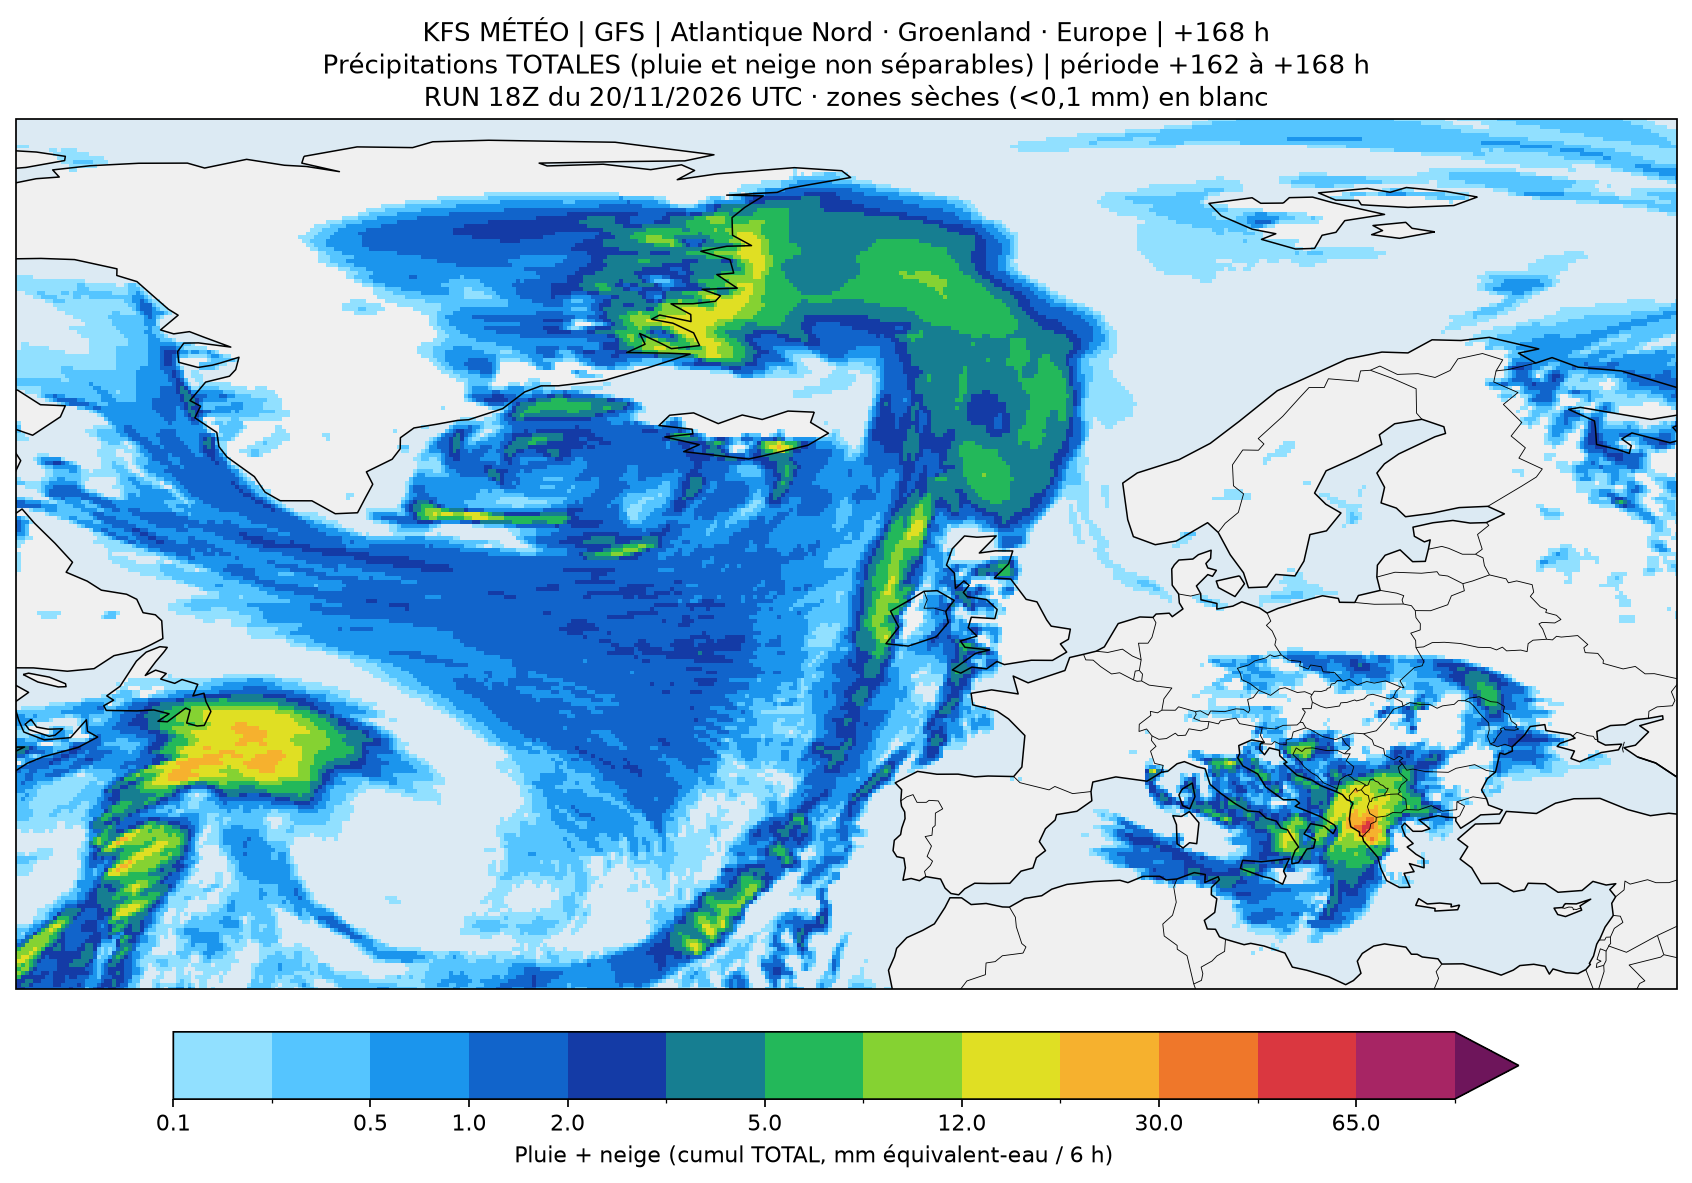 KFS MÉTÉO | GFS | Atlantique Nord · Groenland · Europe | +168 h
Précipitations TOTALES (pluie et neige non séparables) | période +162 à +168 h
RUN 18Z du 20/11/2026 UTC · zones sèches (<0,1 mm) en blanc
0.1 0.5 1.0 2.0 5.0 12.0 30.0 65.0
Pluie + neige (cumul TOTAL, mm équivalent-eau / 6 h)